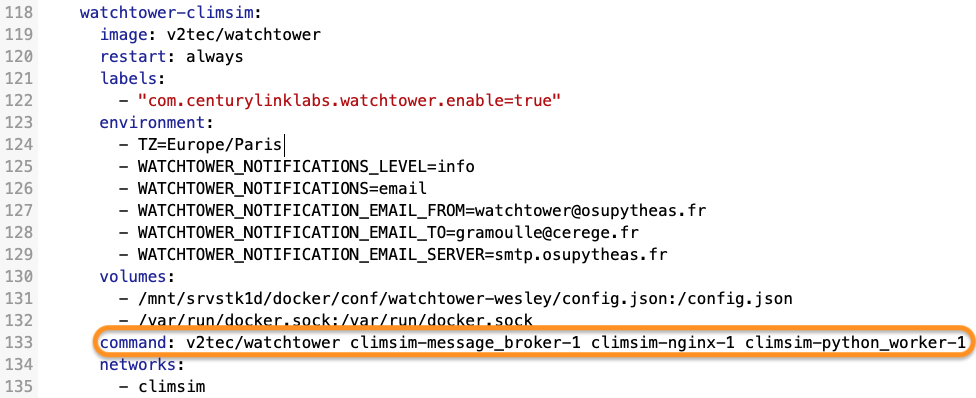 118 watchtower-climsim:
119 image: v2tec/watchtower
120 restart: always
121 labels:
122 - "com.centurylinklabs.watchtower.enable=true"
123 environment:
124 - TZ=Europe/Paris
125 - WATCHTOWER_NOTIFICATIONS_LEVEL=info
126 - WATCHTOWER_NOTIFICATIONS=email
127 - WATCHTOWER_NOTIFICATION_EMAIL_FROM=watchtower@osupytheas.fr
128 - WATCHTOWER_NOTIFICATION_EMAIL_TO=gramoulle@cerege.fr
129 - WATCHTOWER_NOTIFICATION_EMAIL_SERVER=smtp.osupytheas.fr
130 volumes:
131 - /mnt/srvstk1d/docker/conf/watchtower-wesley/config.json:/config.json
132 - /var/run/docker.sock:/var/run/docker.sock
133 command: v2tec/watchtower climsim-message_broker-1 climsim-nginx-1 climsim-python_worker-1
134 networks:
135 - climsim